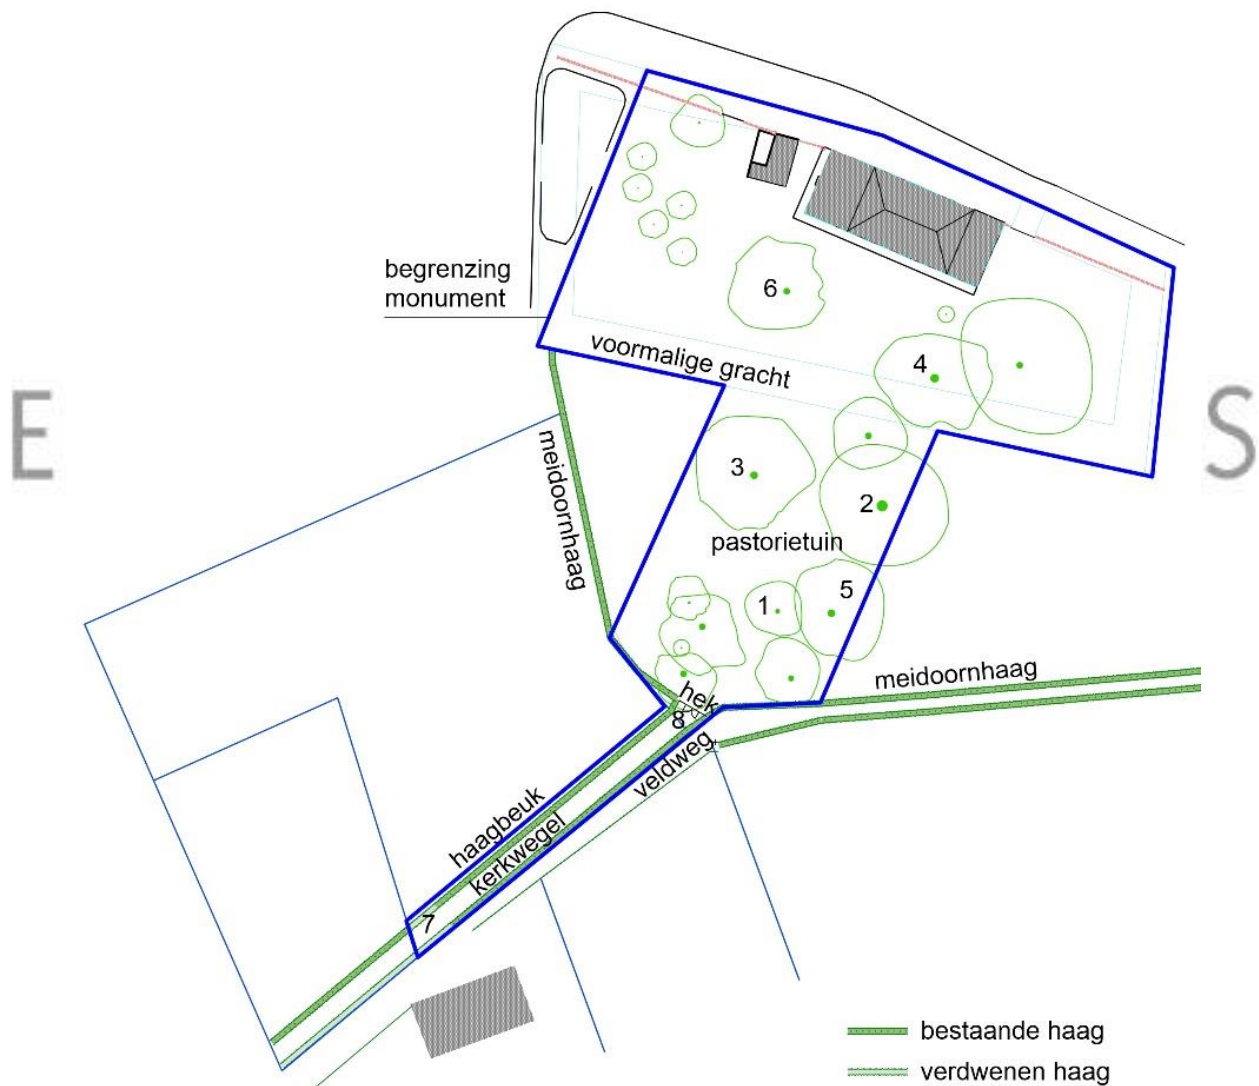 begrenzing
monument
6
voormalige gracht
4
E
S
meidoornhaag
3
2
pastorietuin
1
5
meidoornhaag
hek
8
veldweg
haagbeuk
kerkwegel
7
bestaande haag
verdwenen haag